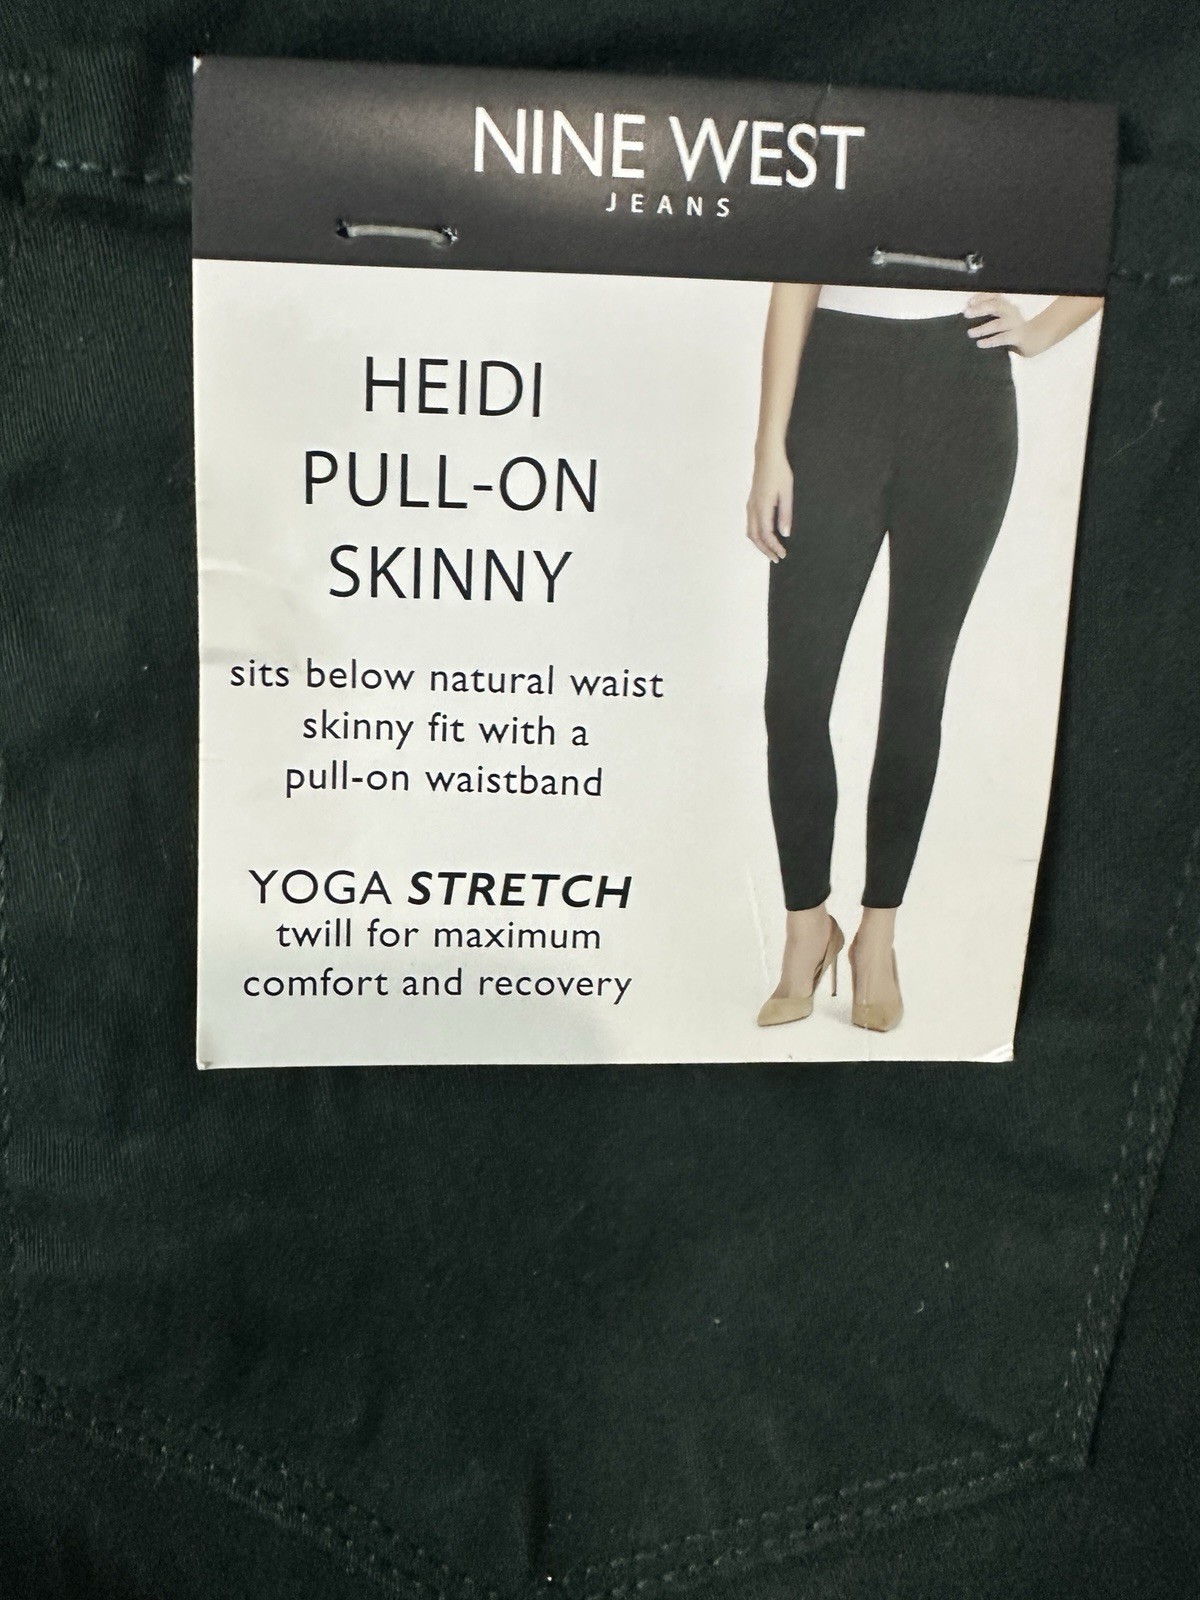 NINE WEST
JEANS
HEIDI
PULL-ON
SKINNY
sits below natural waist
skinny fit with a
pull-on waistband
YOGA STRETCH
twill for maximum
comfort and recovery